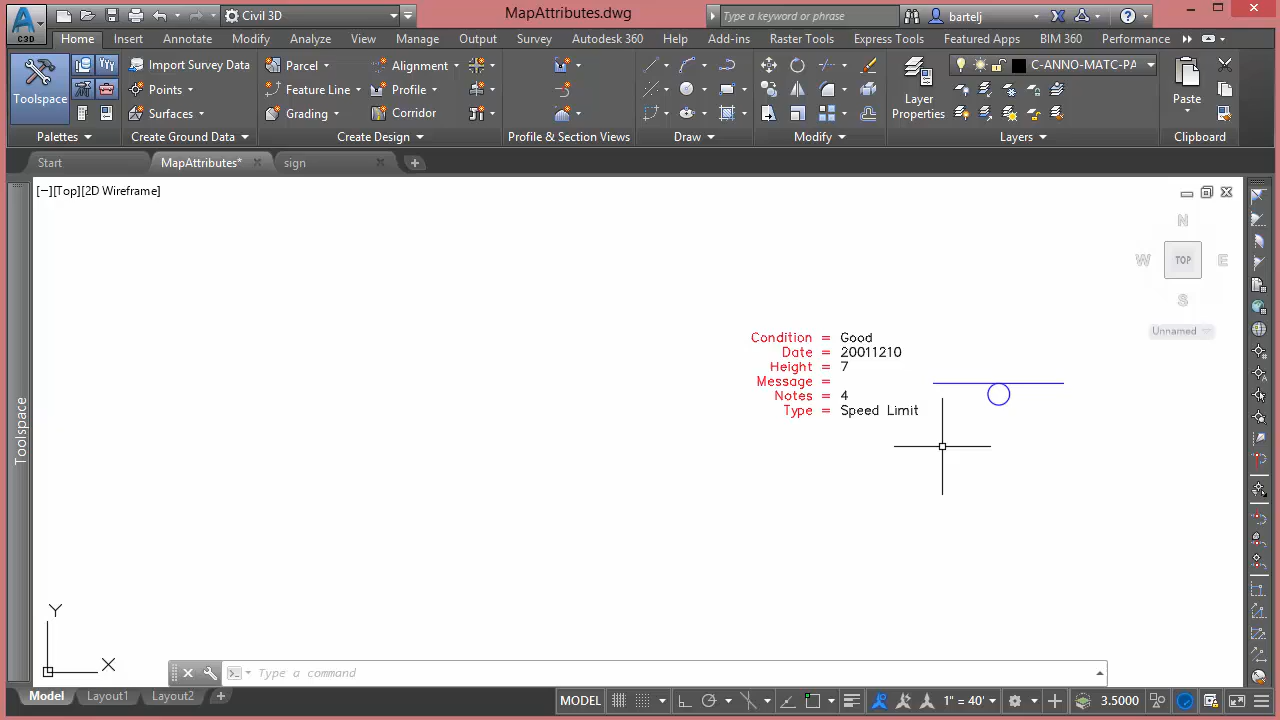 MapAttributes.dwg
C3D
Civil 3D
Type a keyword or phrase
bartelj
Home Insert Annotate Modify Analyze View Manage Output Survey Autodesk 360 Help Add-ins Raster Tools Express Tools Featured Apps BIM 360 Performance
Toolspace
Import Survey Data
Points
Surfaces
Parcel
Feature Line
Grading
Alignment
Profile
Corridor
Layer
Properties
C-ANNO-MATC-PA
Paste
Palettes Create Ground Data Create Design Profile & Section Views Draw Modify Layers Clipboard
Start MapAttributes* sign
[−][Top][2D Wireframe]
N
W TOP E
S
Unnamed
Condition = Good
Date = 20011210
Height = 7
Message =
Notes = 4
Type = Speed Limit
Toolspace
Y
X
Type a command
Model Layout1 Layout2
MODEL 1" = 40' 3.5000